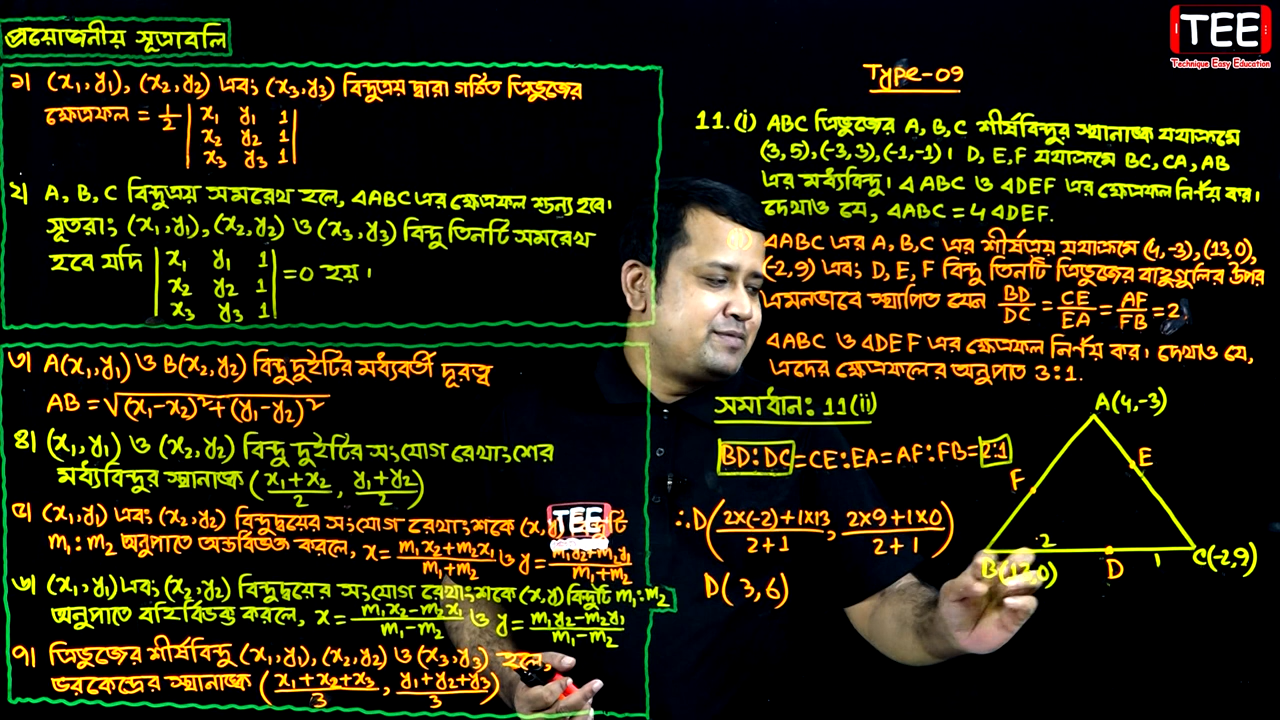 প্রয়োজনীয় সূত্রাবলি
১। (x₁, y₁), (x₂, y₂) এবং (x₃, y₃) বিন্দুত্রয় দ্বারা গঠিত ত্রিভুজের
ক্ষেত্রফল = 1/2 | x₁ y₁ 1 |
| x₂ y₂ 1 |
| x₃ y₃ 1 |
২। A, B, C বিন্দুত্রয় সমরেখ হলে, ΔABC এর ক্ষেত্রফল শূন্য হবে।
সূতরাং (x₁, y₁), (x₂, y₂) ও (x₃, y₃) বিন্দু তিনটি সমরেখ
হবে যদি | x₁ y₁ 1 | = 0 হয়।
| x₂ y₂ 1 |
| x₃ y₃ 1 |
৩। A(x₁, y₁) ও B(x₂, y₂) বিন্দু দুইটির মধ্যবর্তী দূরত্ব
AB = √(x₁-x₂)²+(y₁-y₂)²
৪। (x₁, y₁) ও (x₂, y₂) বিন্দু দুইটির সংযোগ রেখাংশের
মধ্যবিন্দুর স্থানাঙ্ক ((x₁+x₂)/2, (y₁+y₂)/2)
৫। (x₁, y₁) এবং (x₂, y₂) বিন্দুদ্বয়ের সংযোগ রেখাংশকে (x, y)
m₁:m₂ অনুপাতে অন্তর্বিভক্ত করলে, x = (m₁x₂+m₂x₁)/(m₁+m₂) ও y = (m₁y₂+m₂y₁)/(m₁+m₂)
৬। (x₁, y₁) এবং (x₂, y₂) বিন্দুদ্বয়ের সংযোগ রেখাংশকে (x, y) বিন্দুটি m₁:m₂
অনুপাতে বহির্বিভক্ত করলে, x = (m₁x₂-m₂x₁)/(m₁-m₂) ও y = (m₁y₂-m₂y₁)/(m₁-m₂)
৭। ত্রিভুজের শীর্ষবিন্দু (x₁, y₁), (x₂, y₂) ও (x₃, y₃) হলে,
ভরকেন্দ্রের স্থানাঙ্ক ((x₁+x₂+x₃)/3, (y₁+y₂+y₃)/3)
TEE
TEE
Technique Easy Education
Type-09
11. (i) ABC ত্রিভুজের A, B, C শীর্ষবিন্দুর স্থানাঙ্ক যথাক্রমে
(3, 5), (-3, 3), (-1, -1)। D, E, F যথাক্রমে BC, CA, AB
এর মধ্যবিন্দু। ΔABC ও ΔDEF এর ক্ষেত্রফল নির্ণয় কর।
দেখাও যে, ΔABC = 4ΔDEF.
ΔABC এর A, B, C এর শীর্ষত্রয় যথাক্রমে (4, -3), (13, 0),
(-2, 9) এবং D, E, F বিন্দু তিনটি ত্রিভুজের বাহুগুলির উপর
এমনভাবে স্থাপিত যেন BD/DC = CE/EA = AF/FB = 2
ΔABC ও ΔDEF এর ক্ষেত্রফল নির্ণয় কর। দেখাও যে,
এদের ক্ষেত্রফলের অনুপাত 3:1.
সমাধান: 11(ii)
BD:DC = CE:EA = AF:FB = 2:1
∴ D((2×(-2)+1×13)/(2+1), (2×9+1×0)/(2+1))
D(3, 6)
A(4, -3)
E
F
2
1
B(13, 0)
D
C(-2, 9)